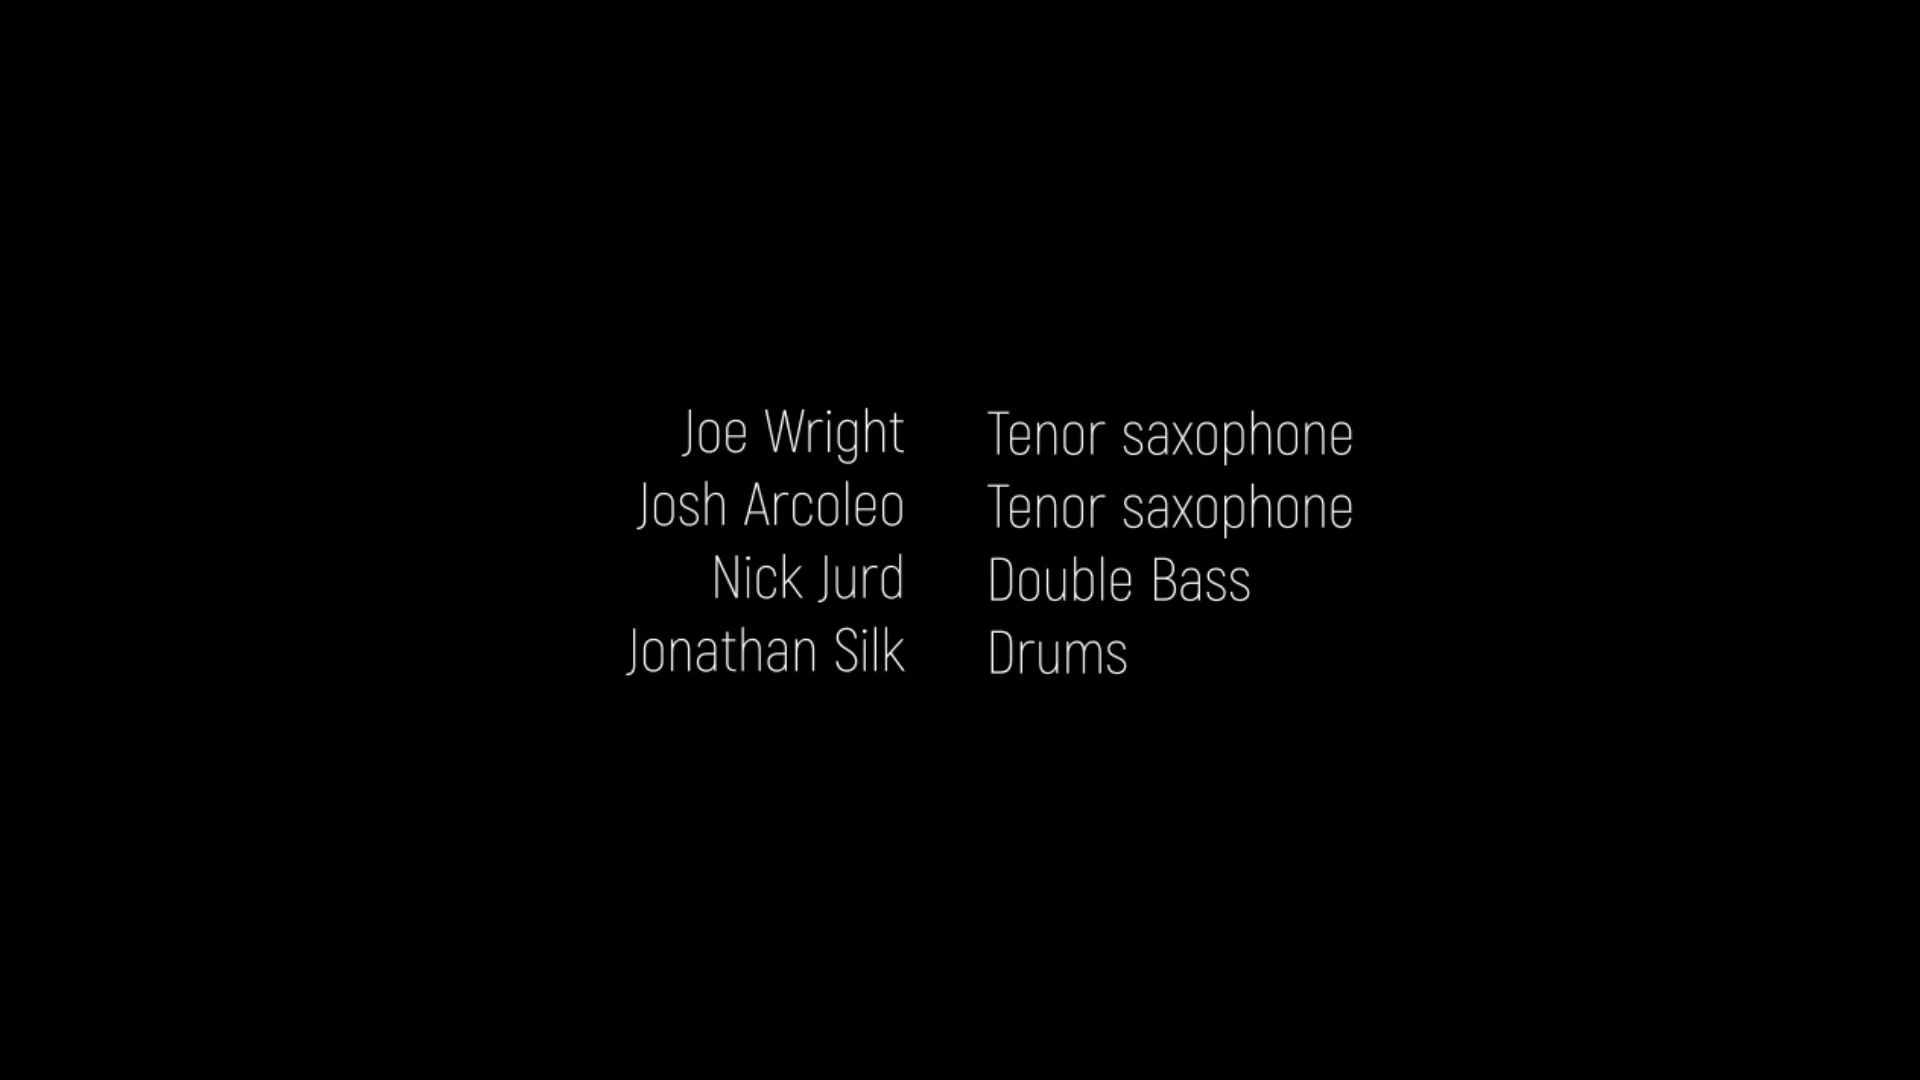 Joe Wright Tenor saxophone
Josh Arcoleo Tenor saxophone
Nick Jurd Double Bass
Jonathan Silk Drums